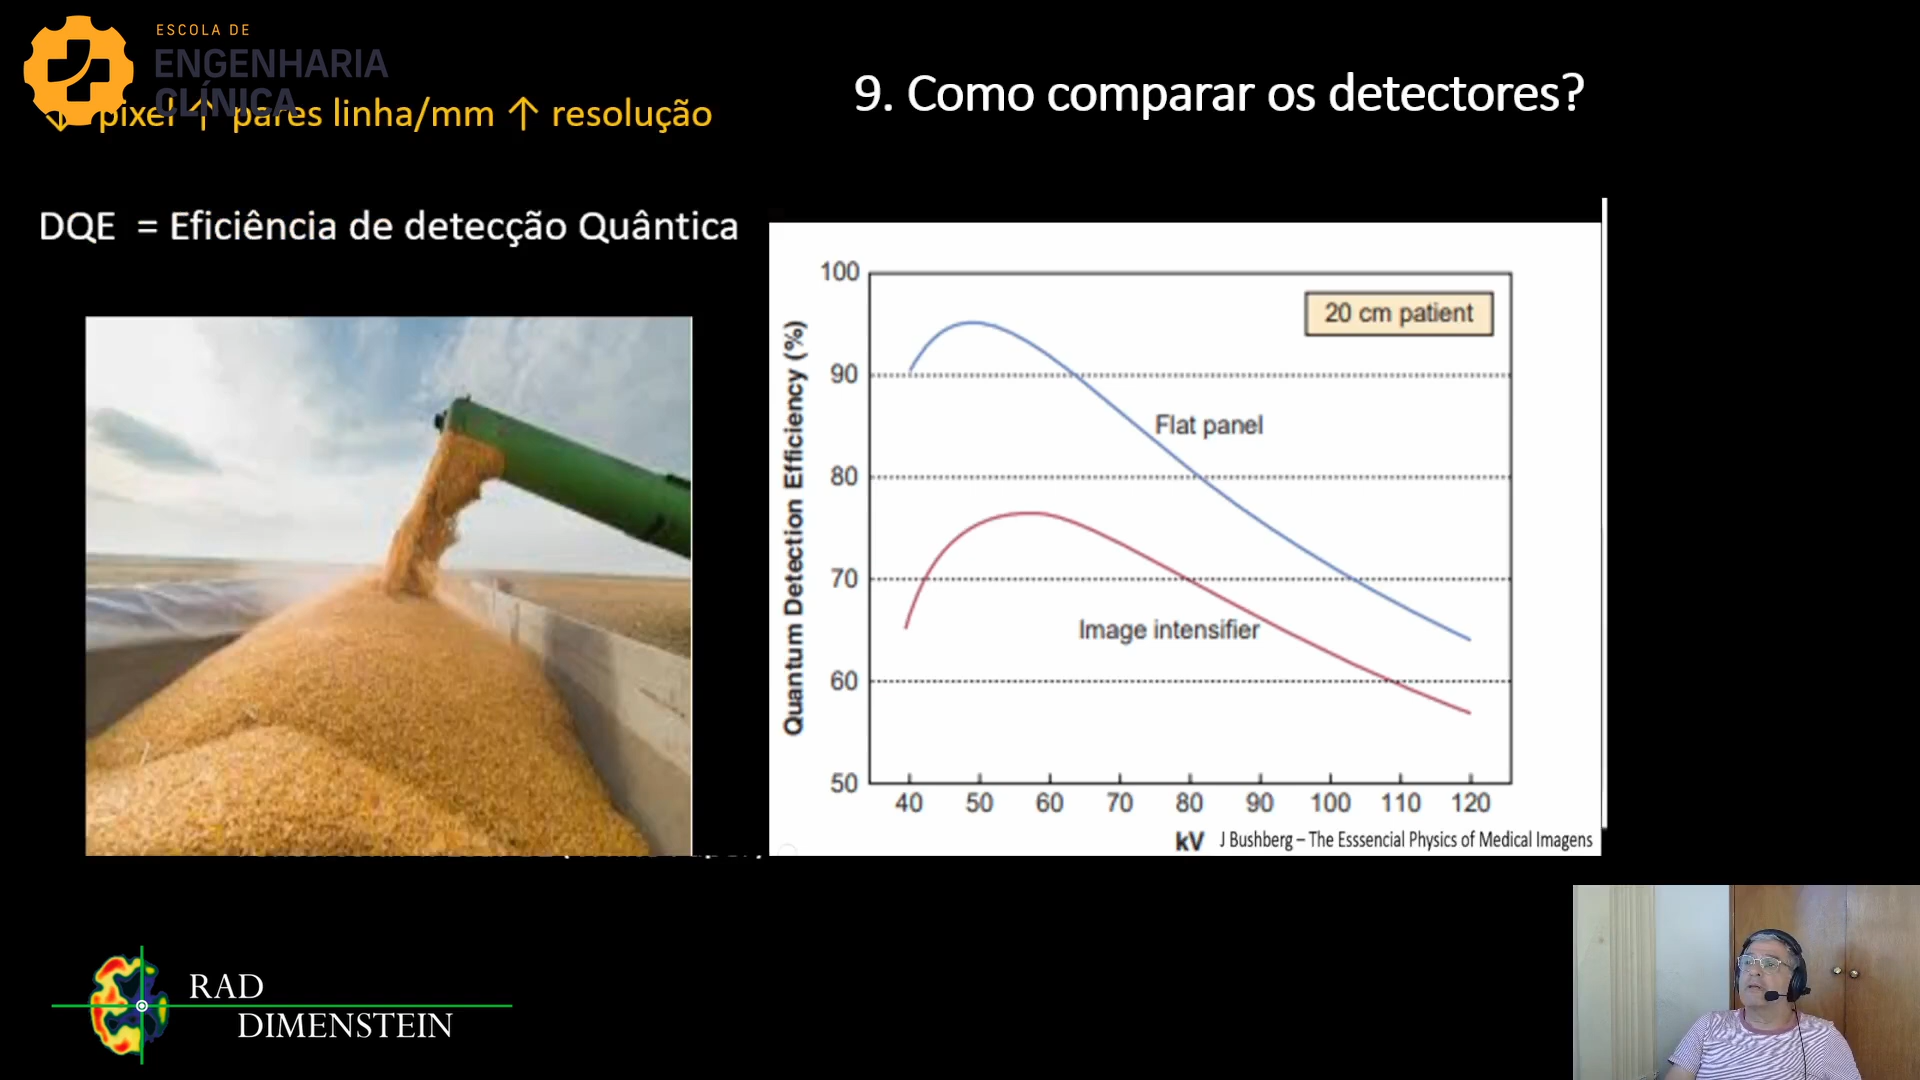 ESCOLA DE
ENGENHARIA
CLÍNICA
↓ pixel ↑ pares linha/mm ↑ resolução
9. Como comparar os detectores?
DQE = Eficiência de detecção Quântica
Quantum Detection Efficiency (%)
100
90
80
70
60
50
20 cm patient
Flat panel
Image intensifier
40 50 60 70 80 90 100 110 120
kV
J Bushberg – The Esssencial Physics of Medical Imagens
RAD
DIMENSTEIN